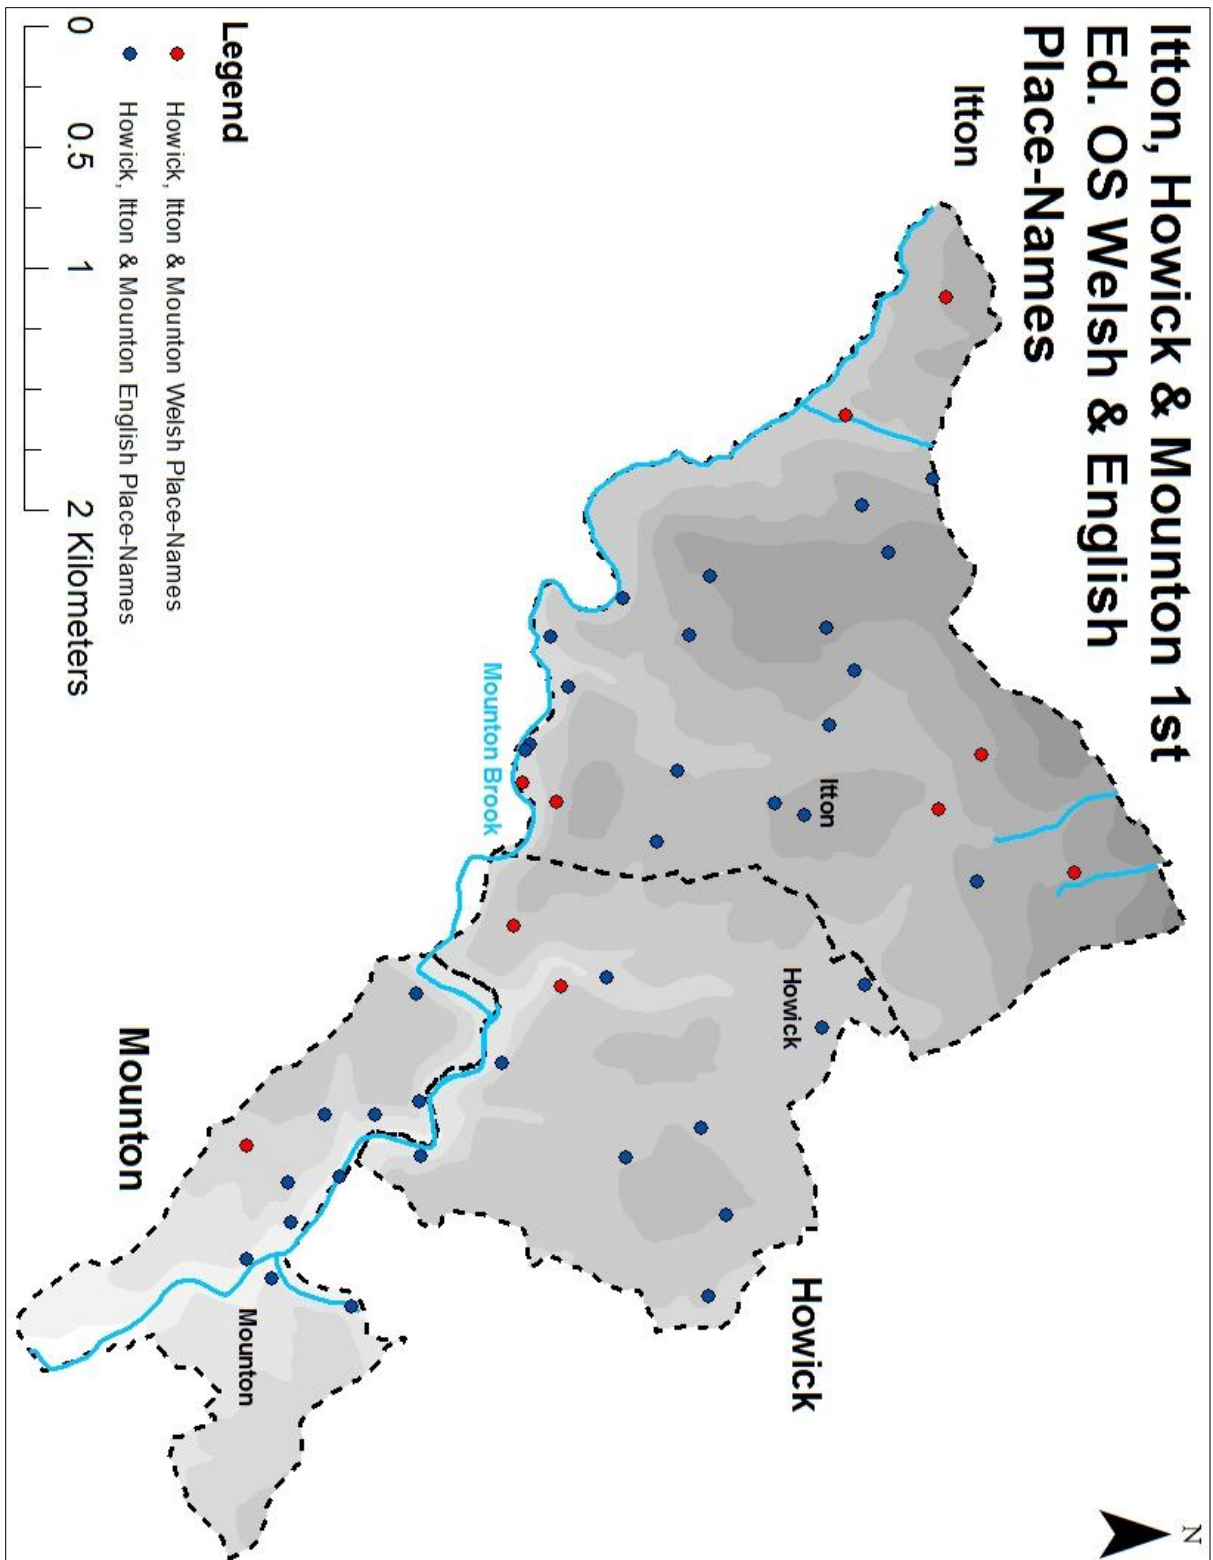 Itton, Howick & Mounton 1st
Ed. OS Welsh & English
Place-Names
N
Itton
Itton
Howick
Howick
Mounton Brook
Mounton
Mounton
Legend
Howick, Itton & Mounton Welsh Place-Names
Howick, Itton & Mounton English Place-Names
0 0.5 1 2 Kilometers